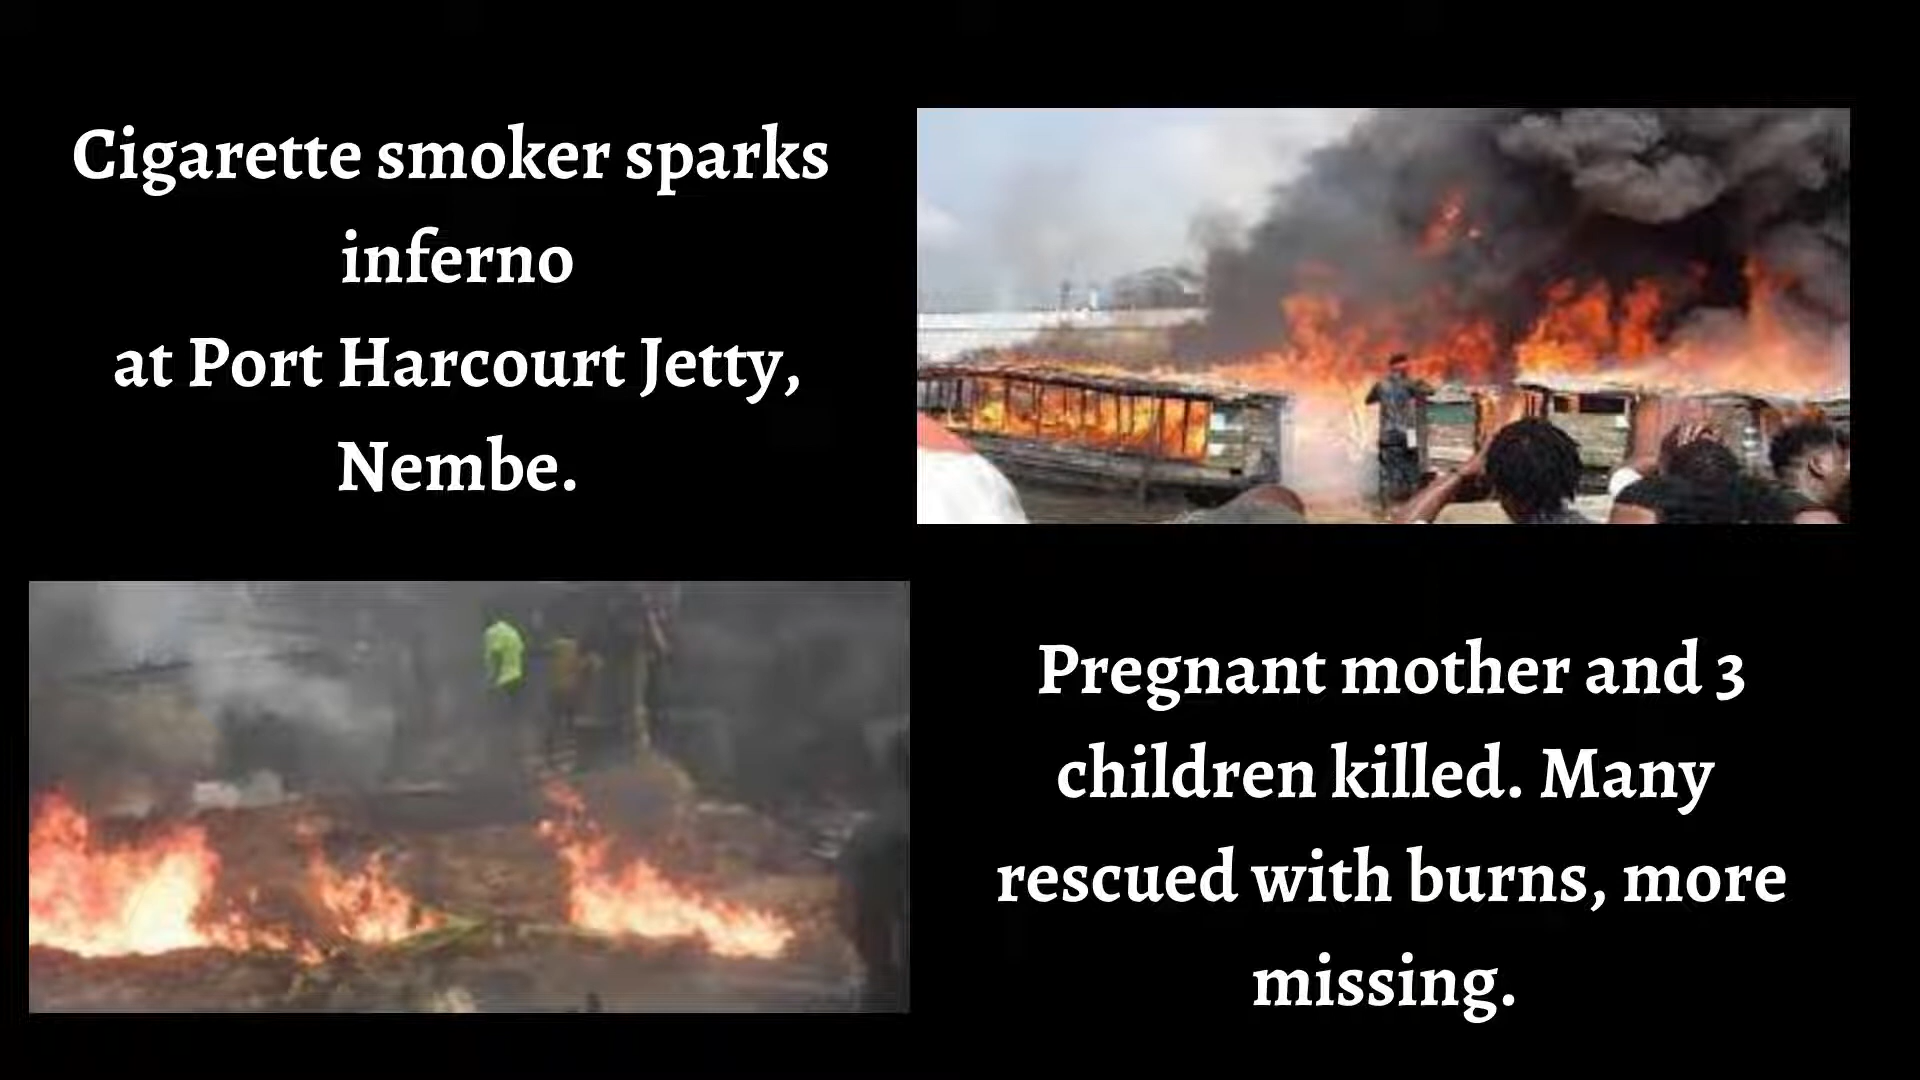 Cigarette smoker sparks
inferno
at Port Harcourt Jetty,
Nembe.
Pregnant mother and 3
children killed. Many
rescued with burns, more
missing.